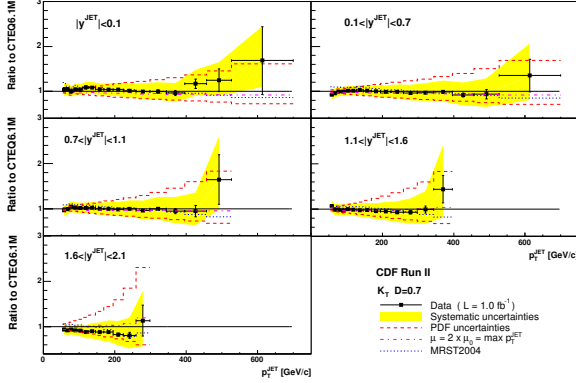 |y^JET|<0.1
0.1<|y^JET|<0.7
Ratio to CTEQ6.1M
3
2
1
0.7<|y^JET|<1.1
1.1<|y^JET|<1.6
Ratio to CTEQ6.1M
2
1
0 200 400 600
p_T^JET [GeV/c]
1.6<|y^JET|<2.1
Ratio to CTEQ6.1M
2
1
0 200 400 600
p_T^JET [GeV/c]
CDF Run II
K_T D=0.7
Data ( L = 1.0 fb^-1)
Systematic uncertainties
PDF uncertainties
μ = 2 x μ_0 = max p_T^JET
MRST2004